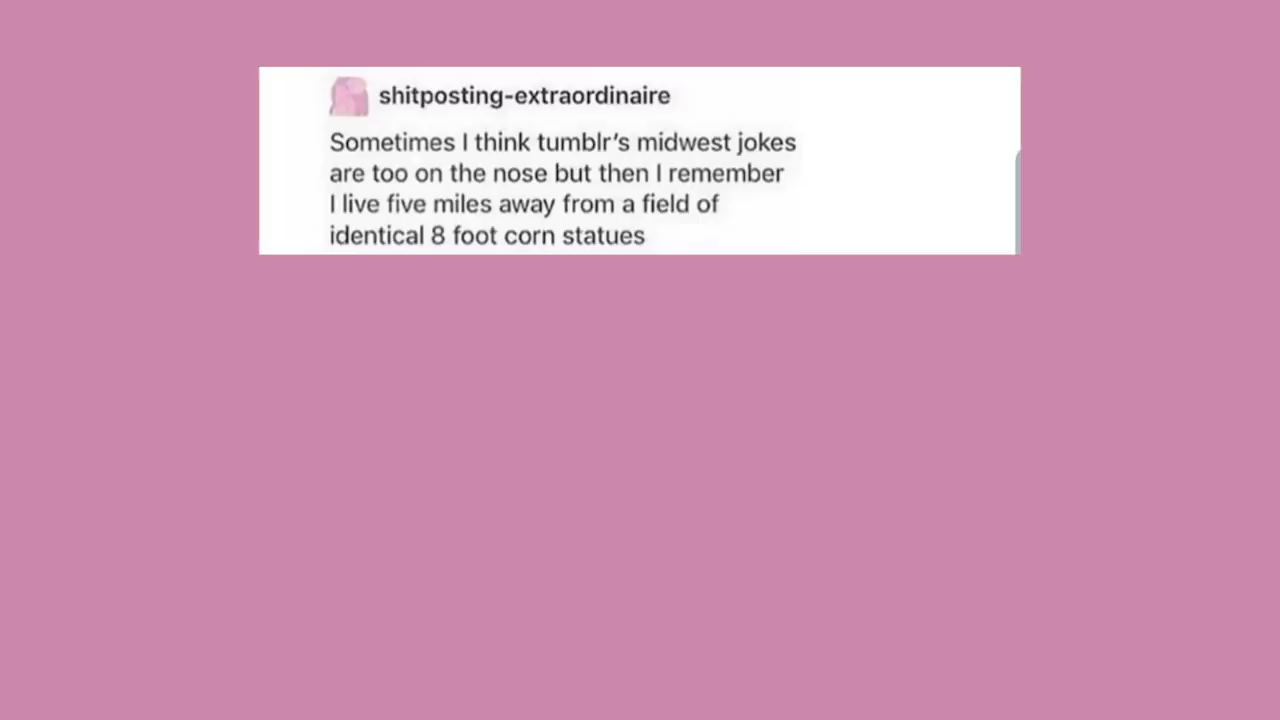 shitposting-extraordinaire
Sometimes I think tumblr's midwest jokes
are too on the nose but then I remember
I live five miles away from a field of
identical 8 foot corn statues